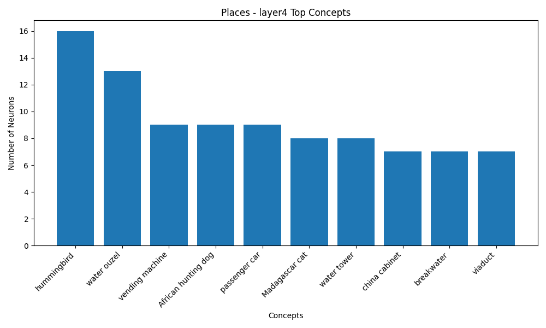 Places - layer4 Top Concepts
Number of Neurons
16
14
12
10
8
6
4
2
0
hummingbird
water ouzel
vending machine
African hunting dog
passenger car
Madagascar cat
water tower
china cabinet
breakwater
viaduct
Concepts